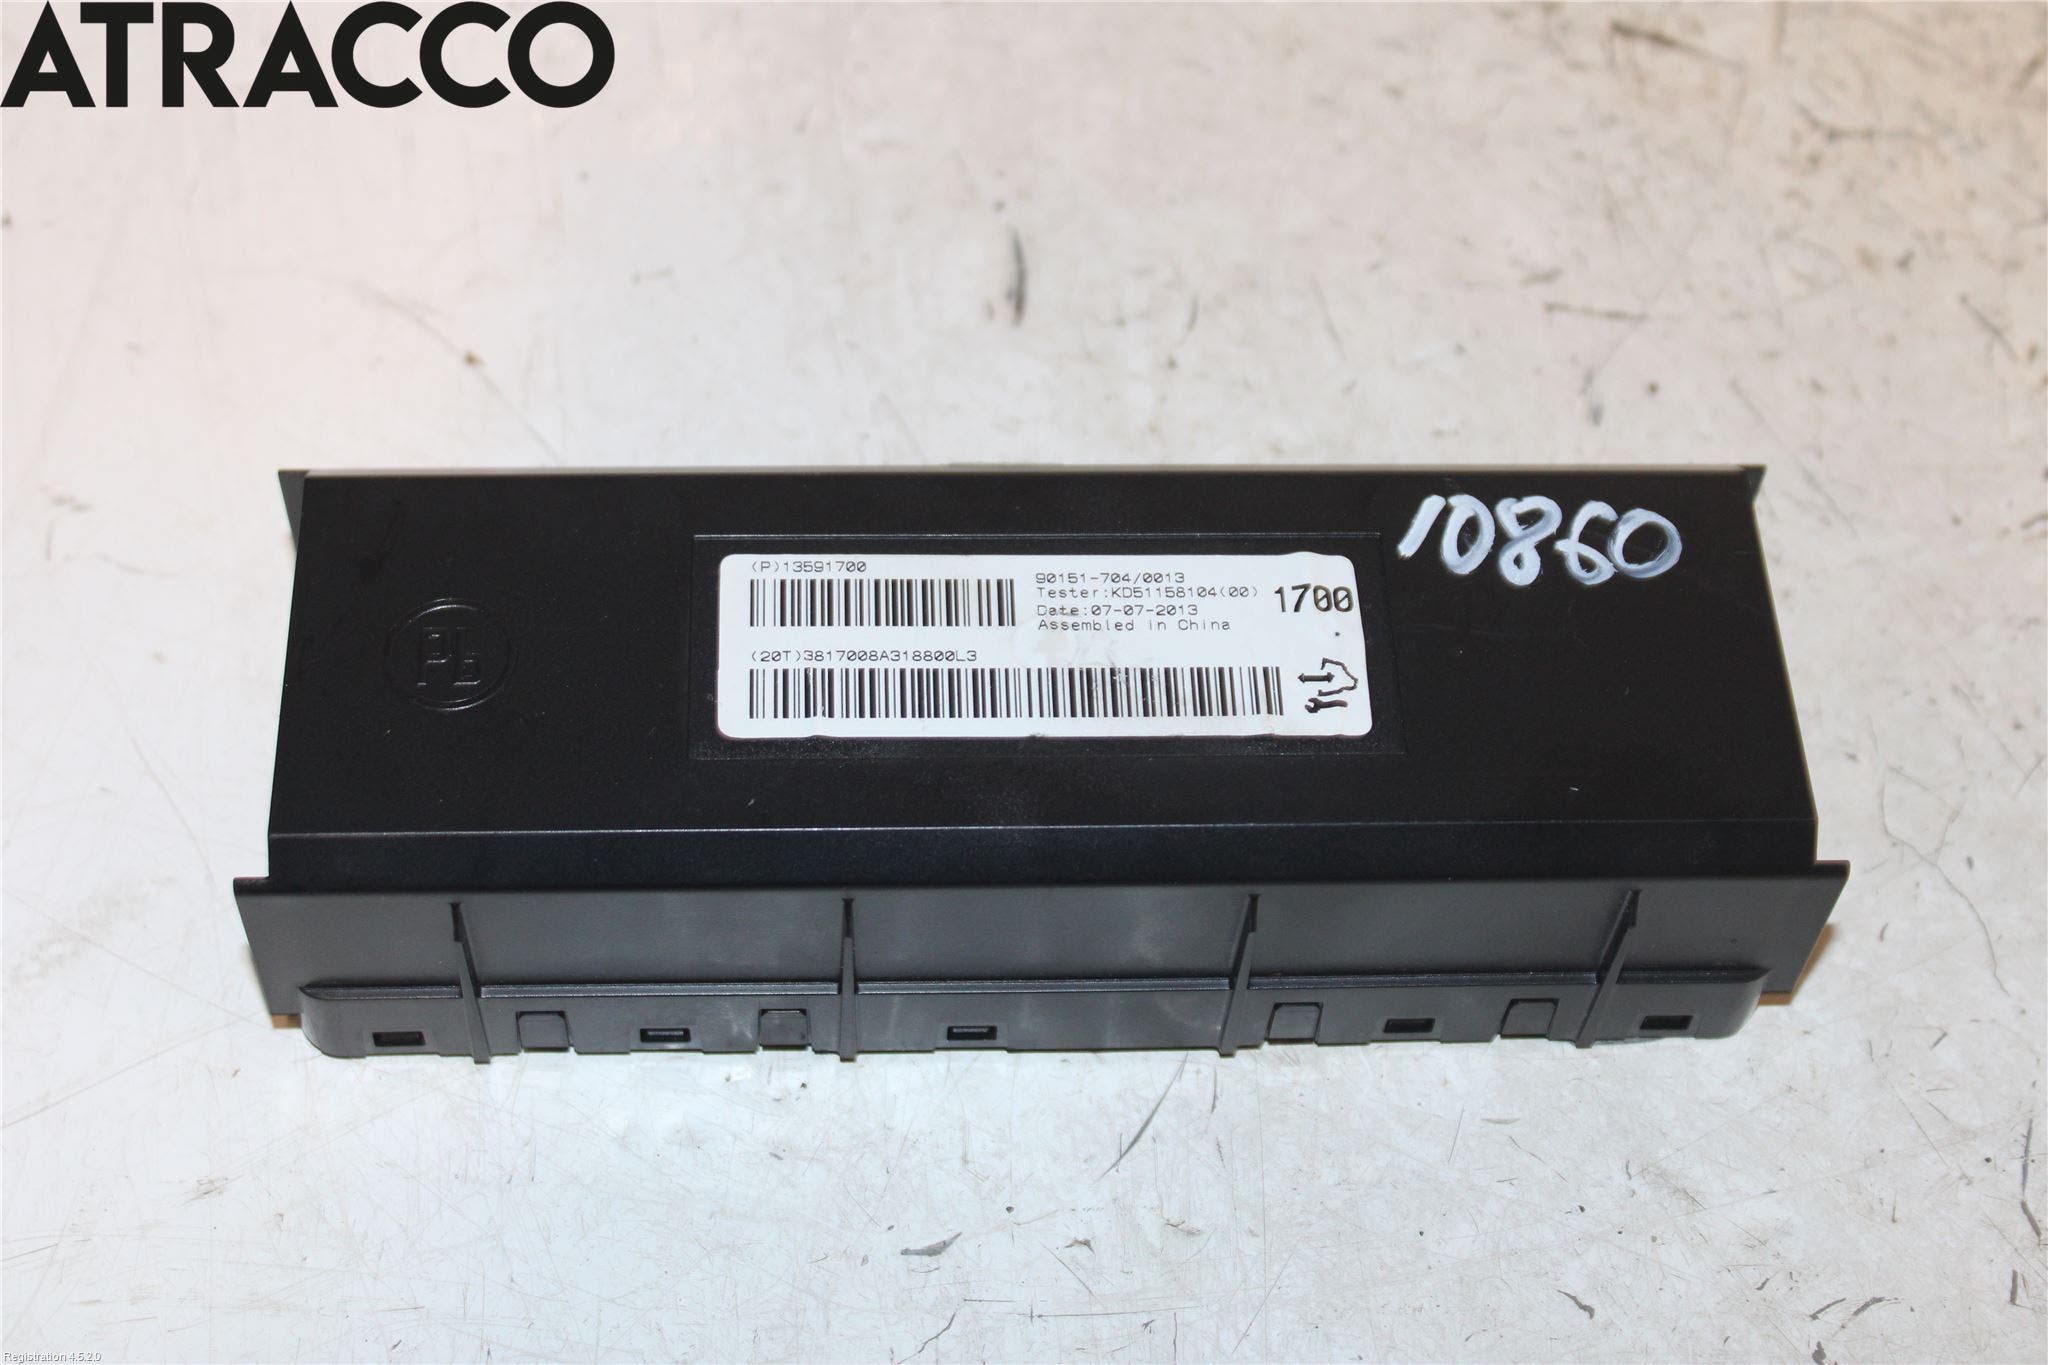 ATRACCO
10860
(P)13591700
90151-704/0013
Tester:KD51158104(00)
1700
Date:07-07-2013
Assembled in China
(20T)3817008A318800L3
Registration 4.5.2.0